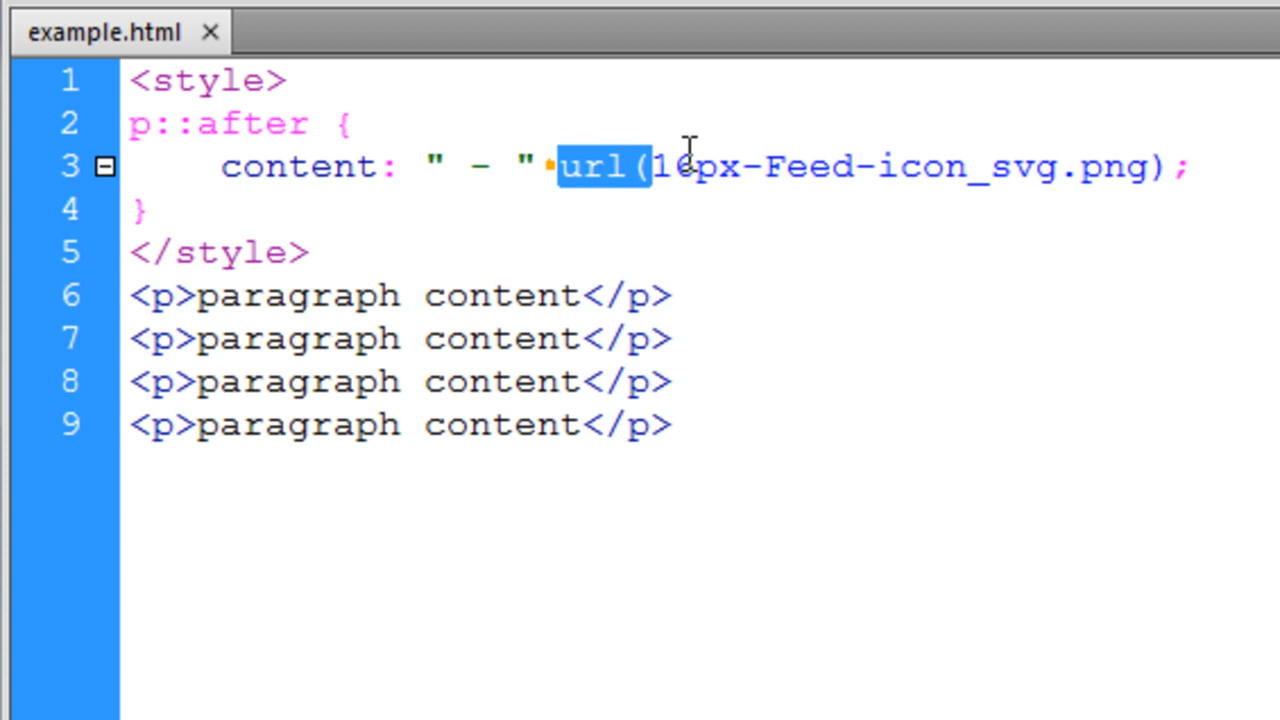 example.html
1 <style>
2 p::after {
3 content: " - " url(16px-Feed-icon_svg.png);
4 }
5 </style>
6 <p>paragraph content</p>
7 <p>paragraph content</p>
8 <p>paragraph content</p>
9 <p>paragraph content</p>